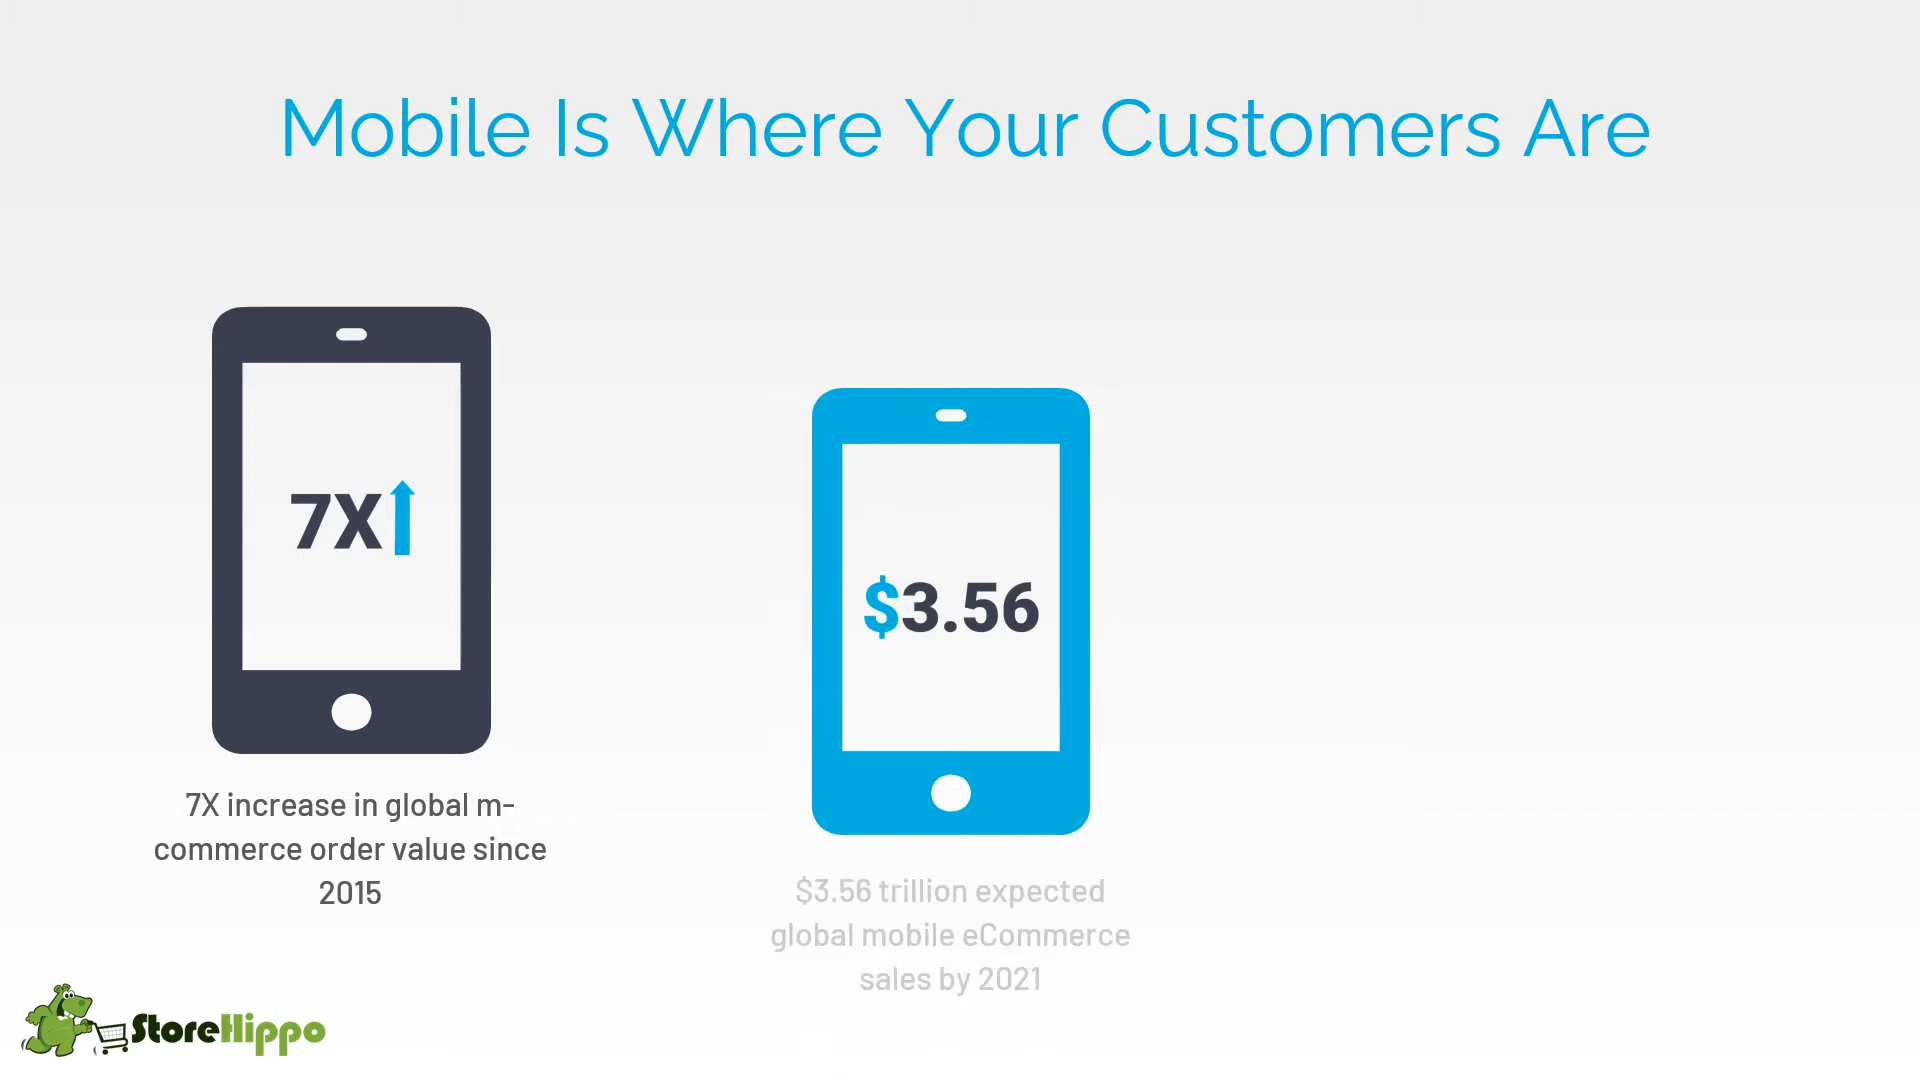 Mobile Is Where Your Customers Are
7X
7X increase in global m-
commerce order value since
2015
$3.56
$3.56 trillion expected
global mobile eCommerce
sales by 2021
StoreHippo